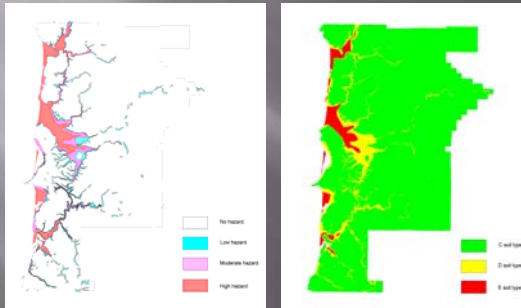 No hazard
Low hazard
Moderate hazard
High hazard
C soil type
D soil type
E soil type